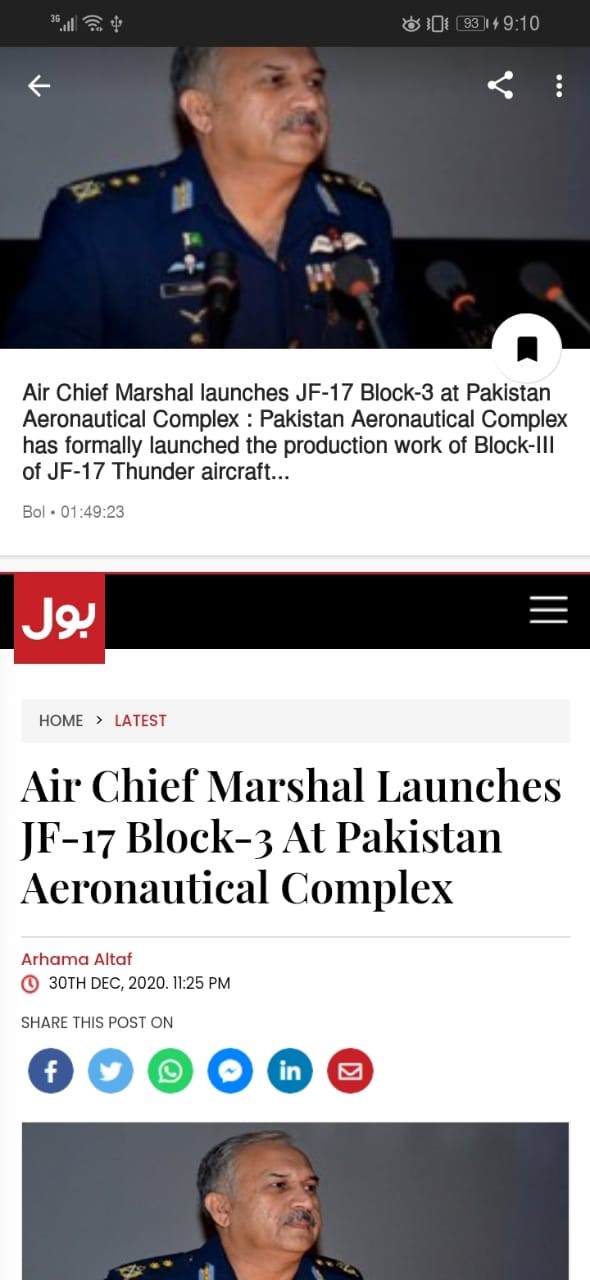 3G
93
9:10
Air Chief Marshal launches JF-17 Block-3 at Pakistan
Aeronautical Complex : Pakistan Aeronautical Complex
has formally launched the production work of Block-III
of JF-17 Thunder aircraft...
Bol • 01:49:23
بول
HOME > LATEST
Air Chief Marshal Launches
JF-17 Block-3 At Pakistan
Aeronautical Complex
Arhama Altaf
30TH DEC, 2020. 11:25 PM
SHARE THIS POST ON
f
in